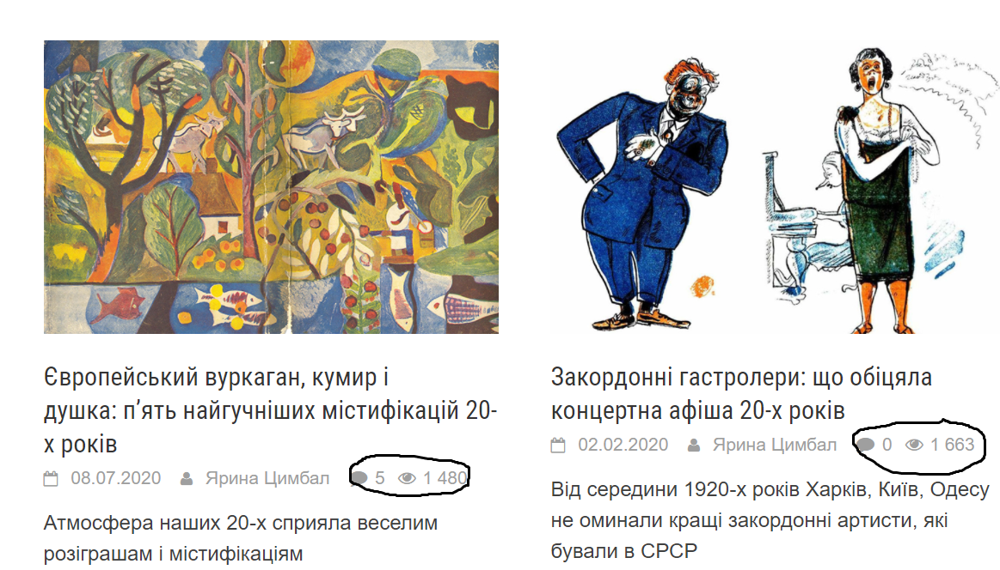 Європейський вуркаган, кумир і
душка: п’ять найгучніших містифікацій 20-
х років
08.07.2020 Ярина Цимбал 5 1 480
Атмосфера наших 20-х сприяла веселим
розіграшам і містифікаціям
Закордонні гастролери: що обіцяла
концертна афіша 20-х років
02.02.2020 Ярина Цимбал 0 1 663
Від середини 1920-х років Харків, Київ, Одесу
не оминали кращі закордонні артисти, які
бували в СРСР